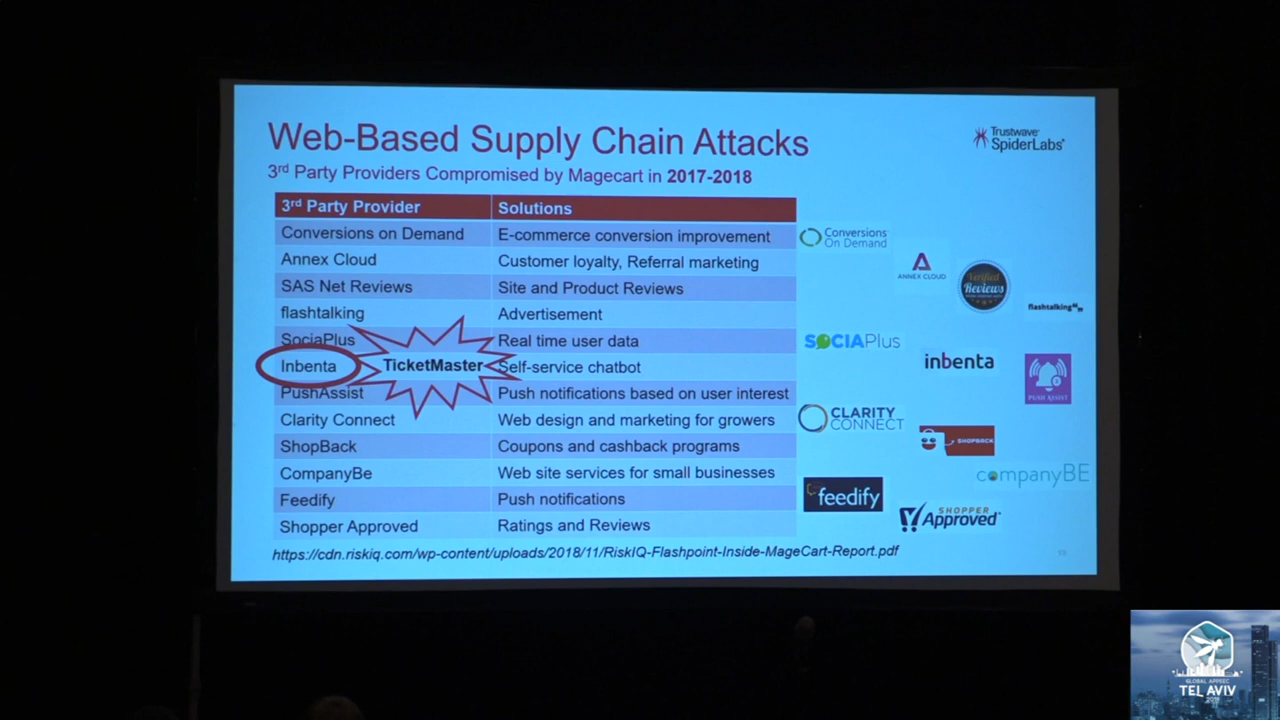 Web-Based Supply Chain Attacks
Trustwave
SpiderLabs
3rd Party Providers Compromised by Magecart in 2017-2018
3rd Party Provider Solutions
Conversions on Demand E-commerce conversion improvement
Annex Cloud Customer loyalty, Referral marketing
SAS Net Reviews Site and Product Reviews
flashtalking Advertisement
SociaPlus Real time user data
Inbenta TicketMaster Self-service chatbot
PushAssist Push notifications based on user interest
Clarity Connect Web design and marketing for growers
ShopBack Coupons and cashback programs
CompanyBe Web site services for small businesses
Feedify Push notifications
Shopper Approved Ratings and Reviews
https://cdn.riskiq.com/wp-content/uploads/2018/11/RiskIQ-Flashpoint-Inside-MageCart-Report.pdf
Conversions
On Demand
ANNEX CLOUD
Verified
Reviews
flashtalking
SOCIAPlus
inbenta
PUSH ASSIST
CLARITY
CONNECT
SHOPBACK
companyBE
feedify
SHOPPER
Approved
GLOBAL APPSEC
TEL AVIV